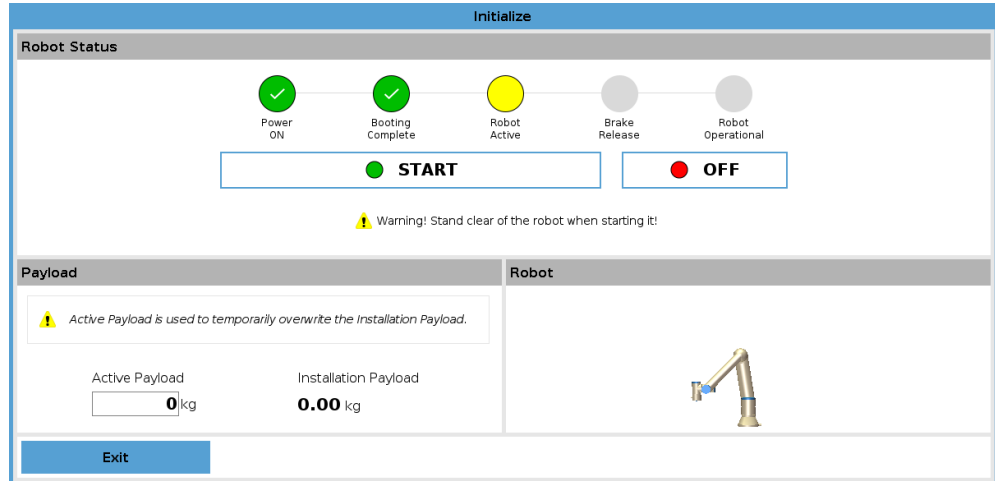 Initialize
Robot Status
Power
ON
Booting
Complete
Robot
Active
Brake
Release
Robot
Operational
START
OFF
Warning! Stand clear of the robot when starting it!
Payload
Robot
Active Payload is used to temporarily overwrite the Installation Payload.
Active Payload
Installation Payload
0 kg
0.00 kg
Exit